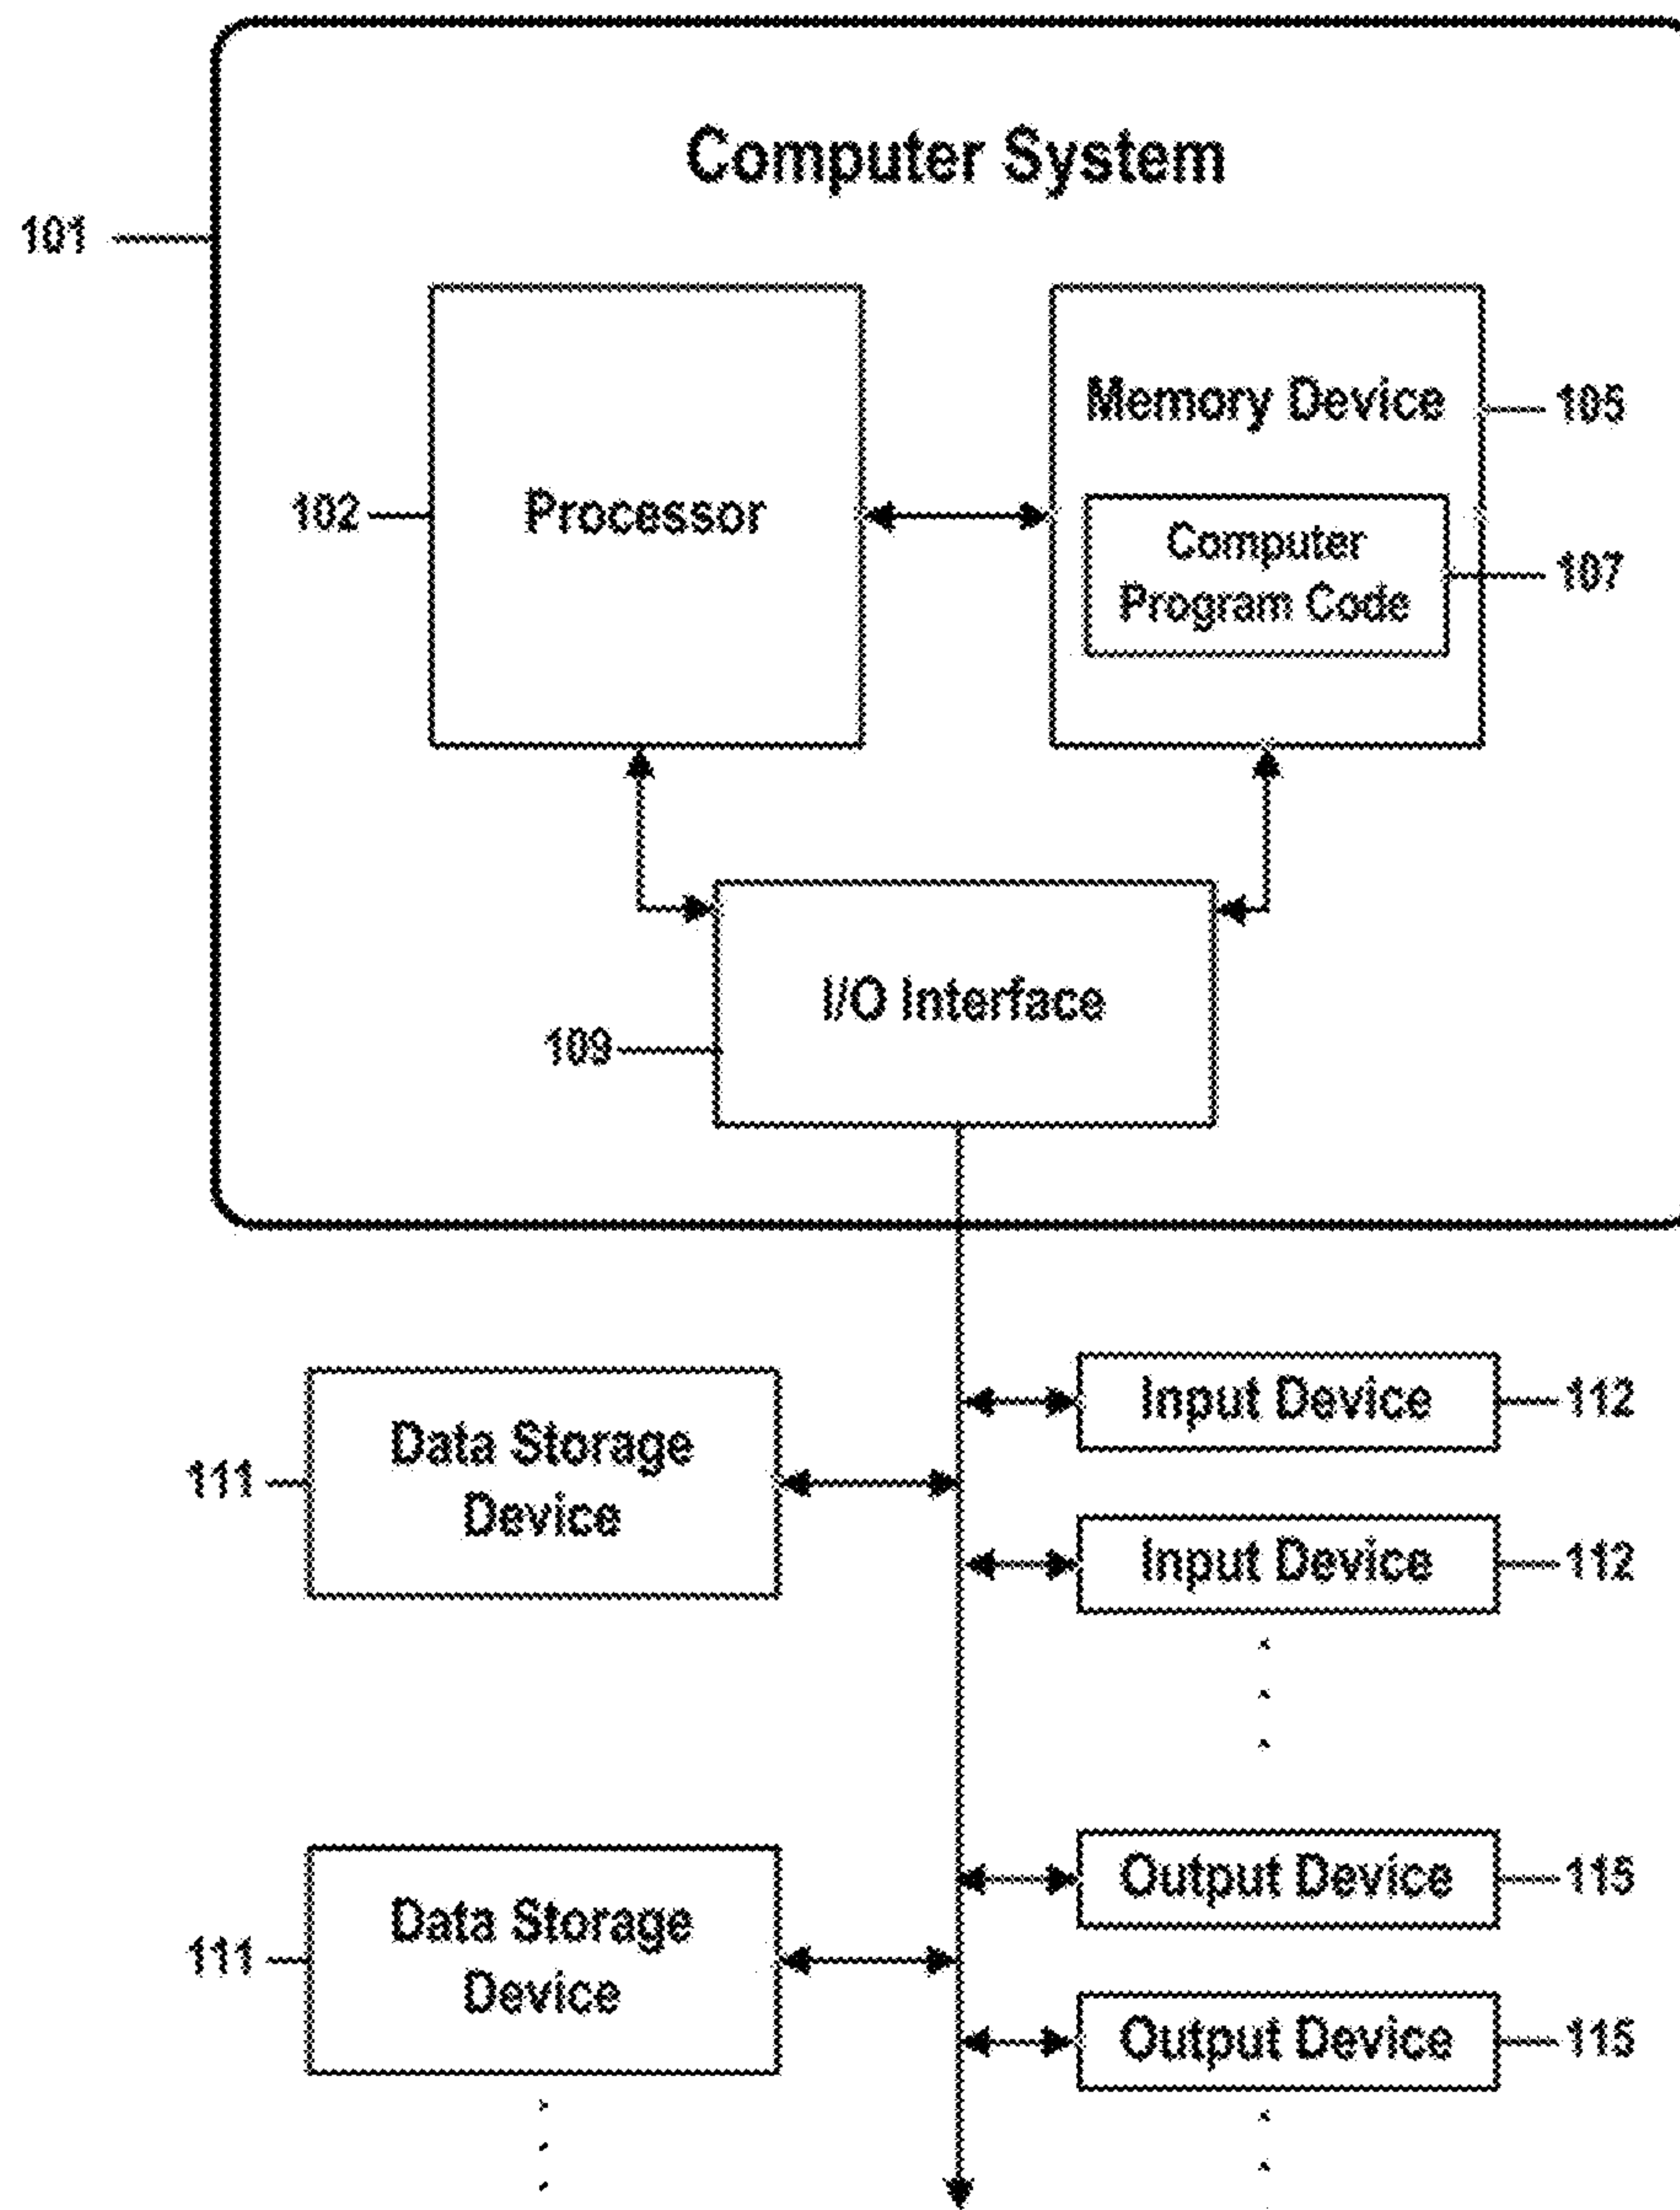 Computer System
101
Memory Device
105
102
Processor
Computer
Program Code
107
I/O Interface
109
Input Device
112
Data Storage
Device
111
Input Device
112
Output Device
115
Data Storage
Device
111
Output Device
115